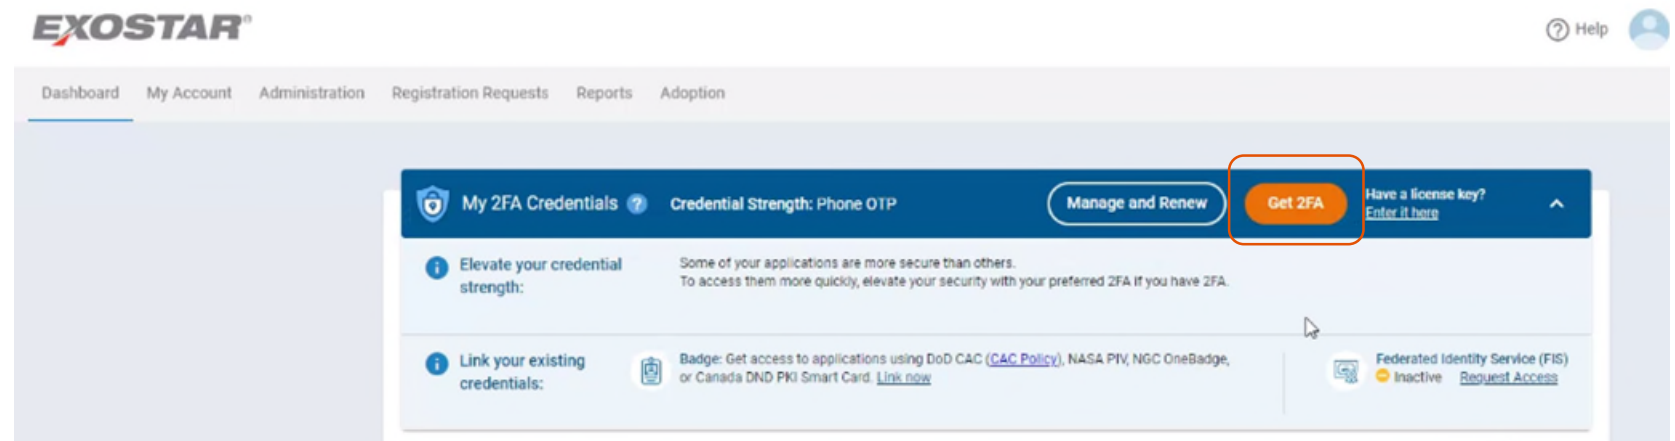 EXOSTAR®
? Help
Dashboard My Account Administration Registration Requests Reports Adoption
My 2FA Credentials ? Credential Strength: Phone OTP Manage and Renew Get 2FA Have a license key?
Enter it here
Elevate your credential
strength:
Some of your applications are more secure than others.
To access them more quickly, elevate your security with your preferred 2FA if you have 2FA.
Link your existing
credentials:
Badge: Get access to applications using DoD CAC (CAC Policy), NASA PIV, NGC OneBadge,
or Canada DND PKI Smart Card. Link now
Federated Identity Service (FIS)
Inactive Request Access